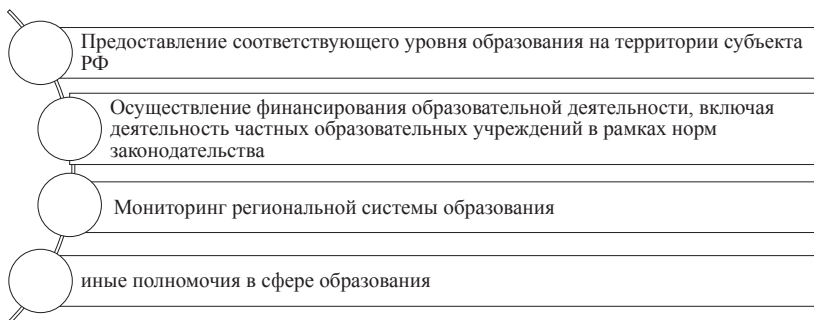 Предоставление соответствующего уровня образования на территории субъекта
РФ
Осуществление финансирования образовательной деятельности, включая
деятельность частных образовательных учреждений в рамках норм
законодательства
Мониторинг региональной системы образования
иные полномочия в сфере образования